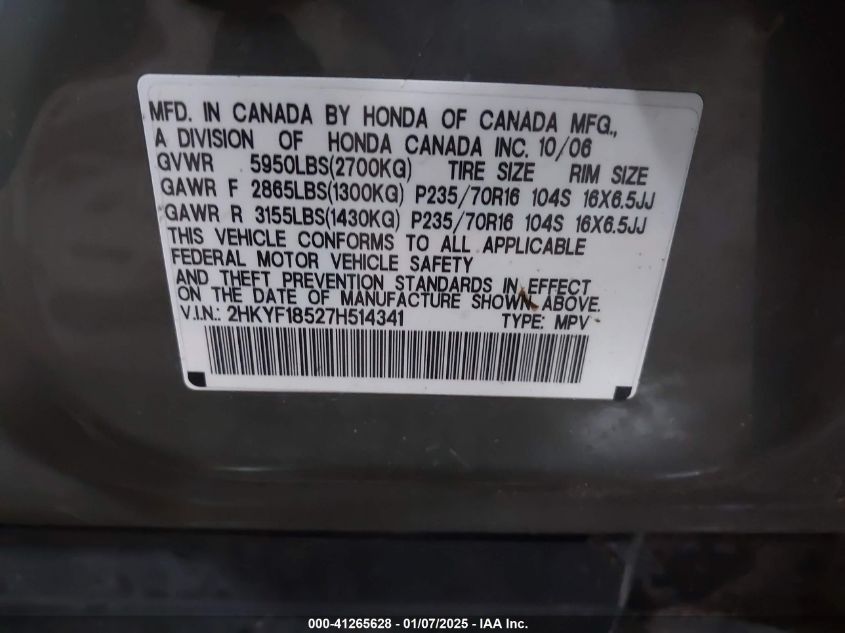 MFD. IN CANADA BY HONDA OF CANADA MFG.,
A DIVISION OF HONDA CANADA INC. 10/06
GVWR 5950LBS(2700KG) TIRE SIZE RIM SIZE
GAWR F 2865LBS(1300KG) P235/70R16 104S 16X6.5JJ
GAWR R 3155LBS(1430KG) P235/70R16 104S 16X6.5JJ
THIS VEHICLE CONFORMS TO ALL APPLICABLE
FEDERAL MOTOR VEHICLE SAFETY
AND THEFT PREVENTION STANDARDS IN EFFECT
ON THE DATE OF MANUFACTURE SHOWN ABOVE.
V.I.N.: 2HKYF18527H514341 TYPE: MPV
000-41265628 - 01/07/2025 - IAA Inc.